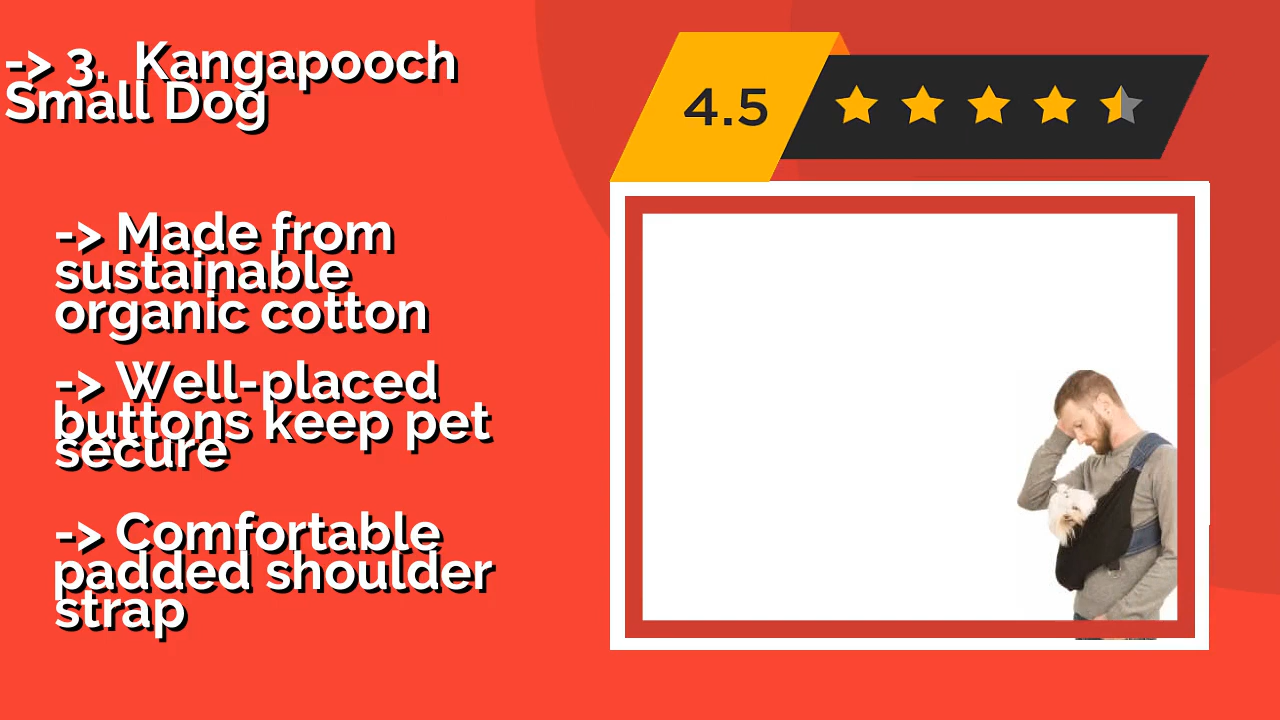 -> 3.  Kangapooch
Small Dog
4.5
-> Made from
sustainable
organic cotton
-> Well-placed
buttons keep pet
secure
-> Comfortable
padded shoulder
strap